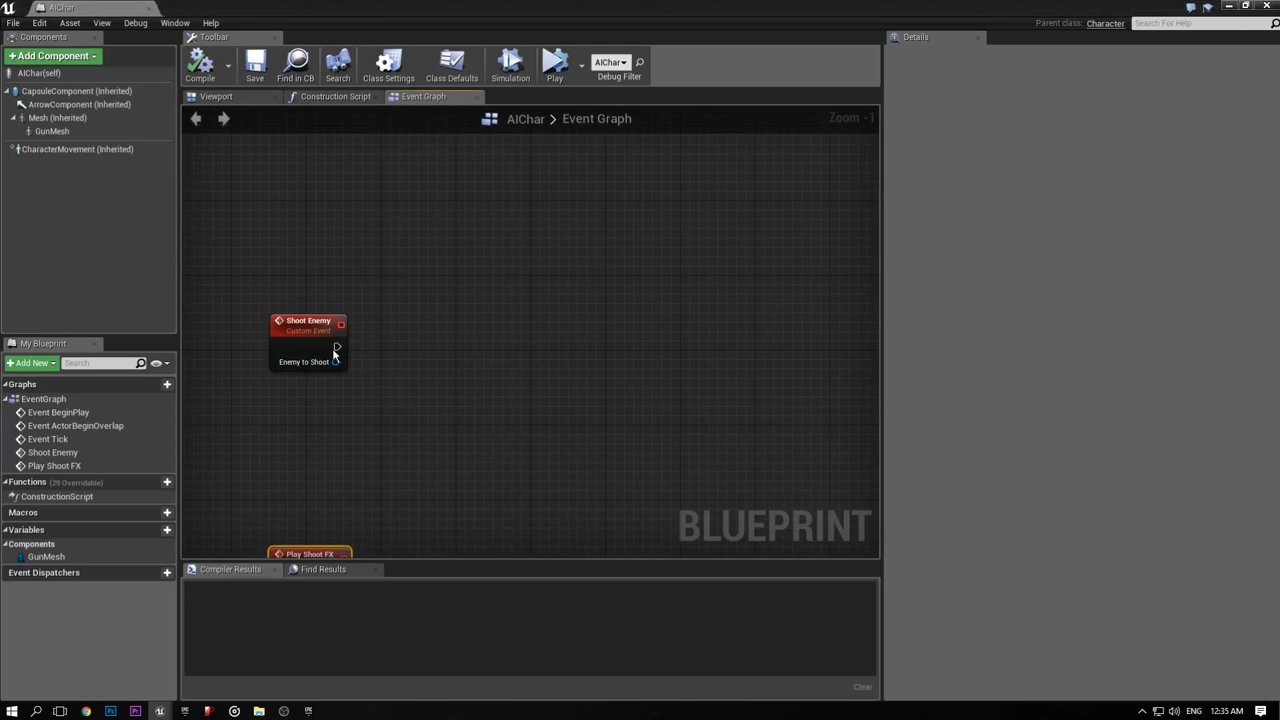 AIChar
File Edit Asset View Window Debug Help
Parent class: Character Search For Help
Components
Toolbar
Details
+Add Component
AIChar(self)
Compile Save Find in CB Search Class Settings Class Defaults Simulation Play
AIChar
Debug Filter
CapsuleComponent (Inherited)
ArrowComponent (Inherited)
Mesh (Inherited)
GunMesh
CharacterMovement (Inherited)
Viewport Construction Script Event Graph
AIChar > Event Graph
Zoom -1
Shoot Enemy
Custom Event
Enemy to Shoot
My Blueprint
+Add New Search
Graphs
EventGraph
Event BeginPlay
Event ActorBeginOverlap
Event Tick
Shoot Enemy
Play Shoot FX
Functions (29 Overridable)
ConstructionScript
Macros
Variables
Components
GunMesh
Event Dispatchers
BLUEPRINT
Play Shoot FX
Compiler Results Find Results
Clear
ENG 12:35 AM